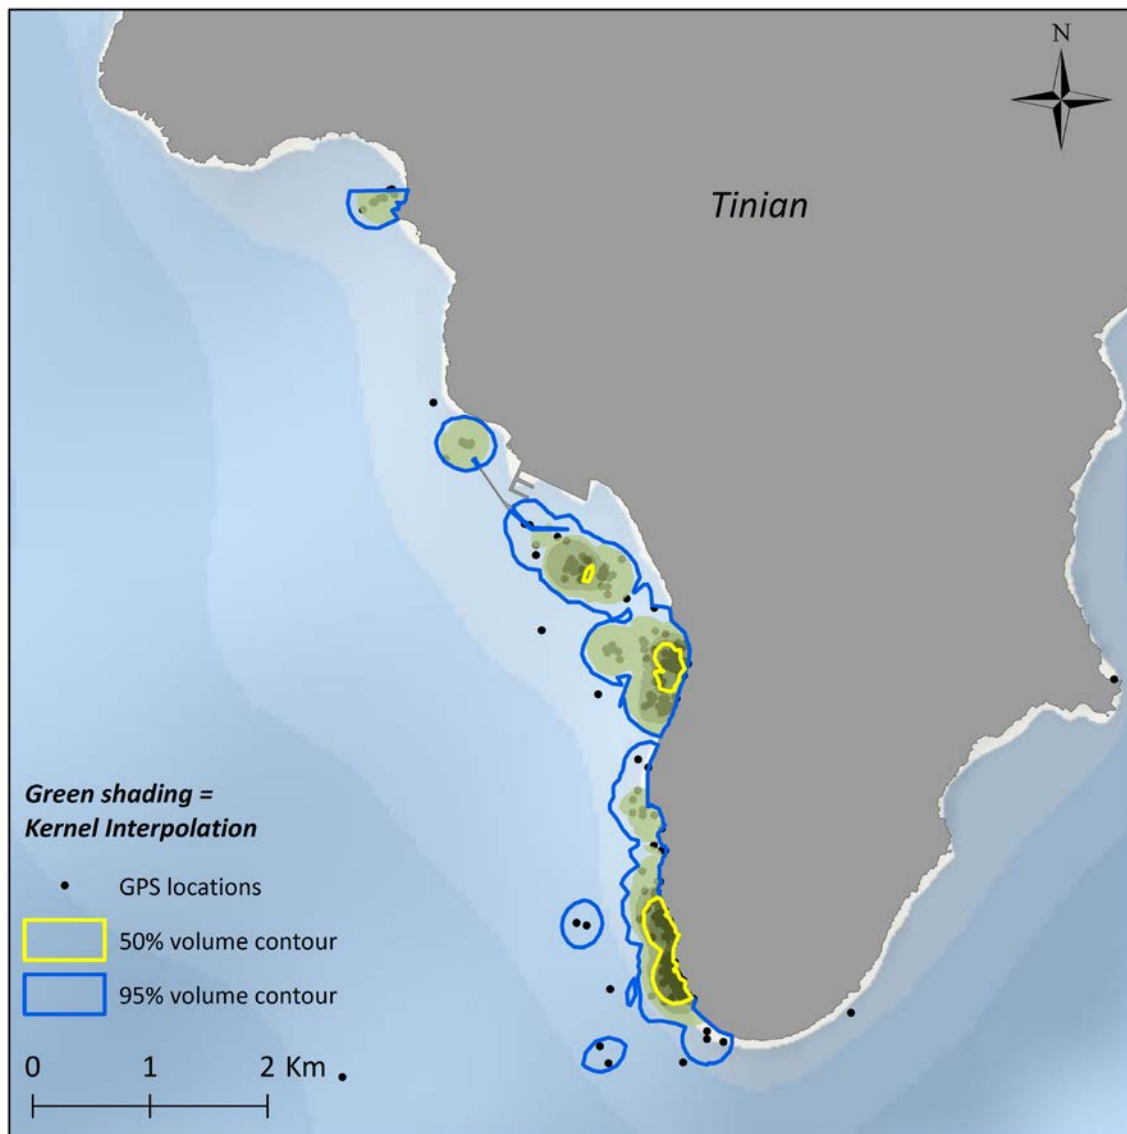 N
Tinian
Green shading =
Kernel Interpolation
GPS locations
50% volume contour
95% volume contour
0 1 2 Km